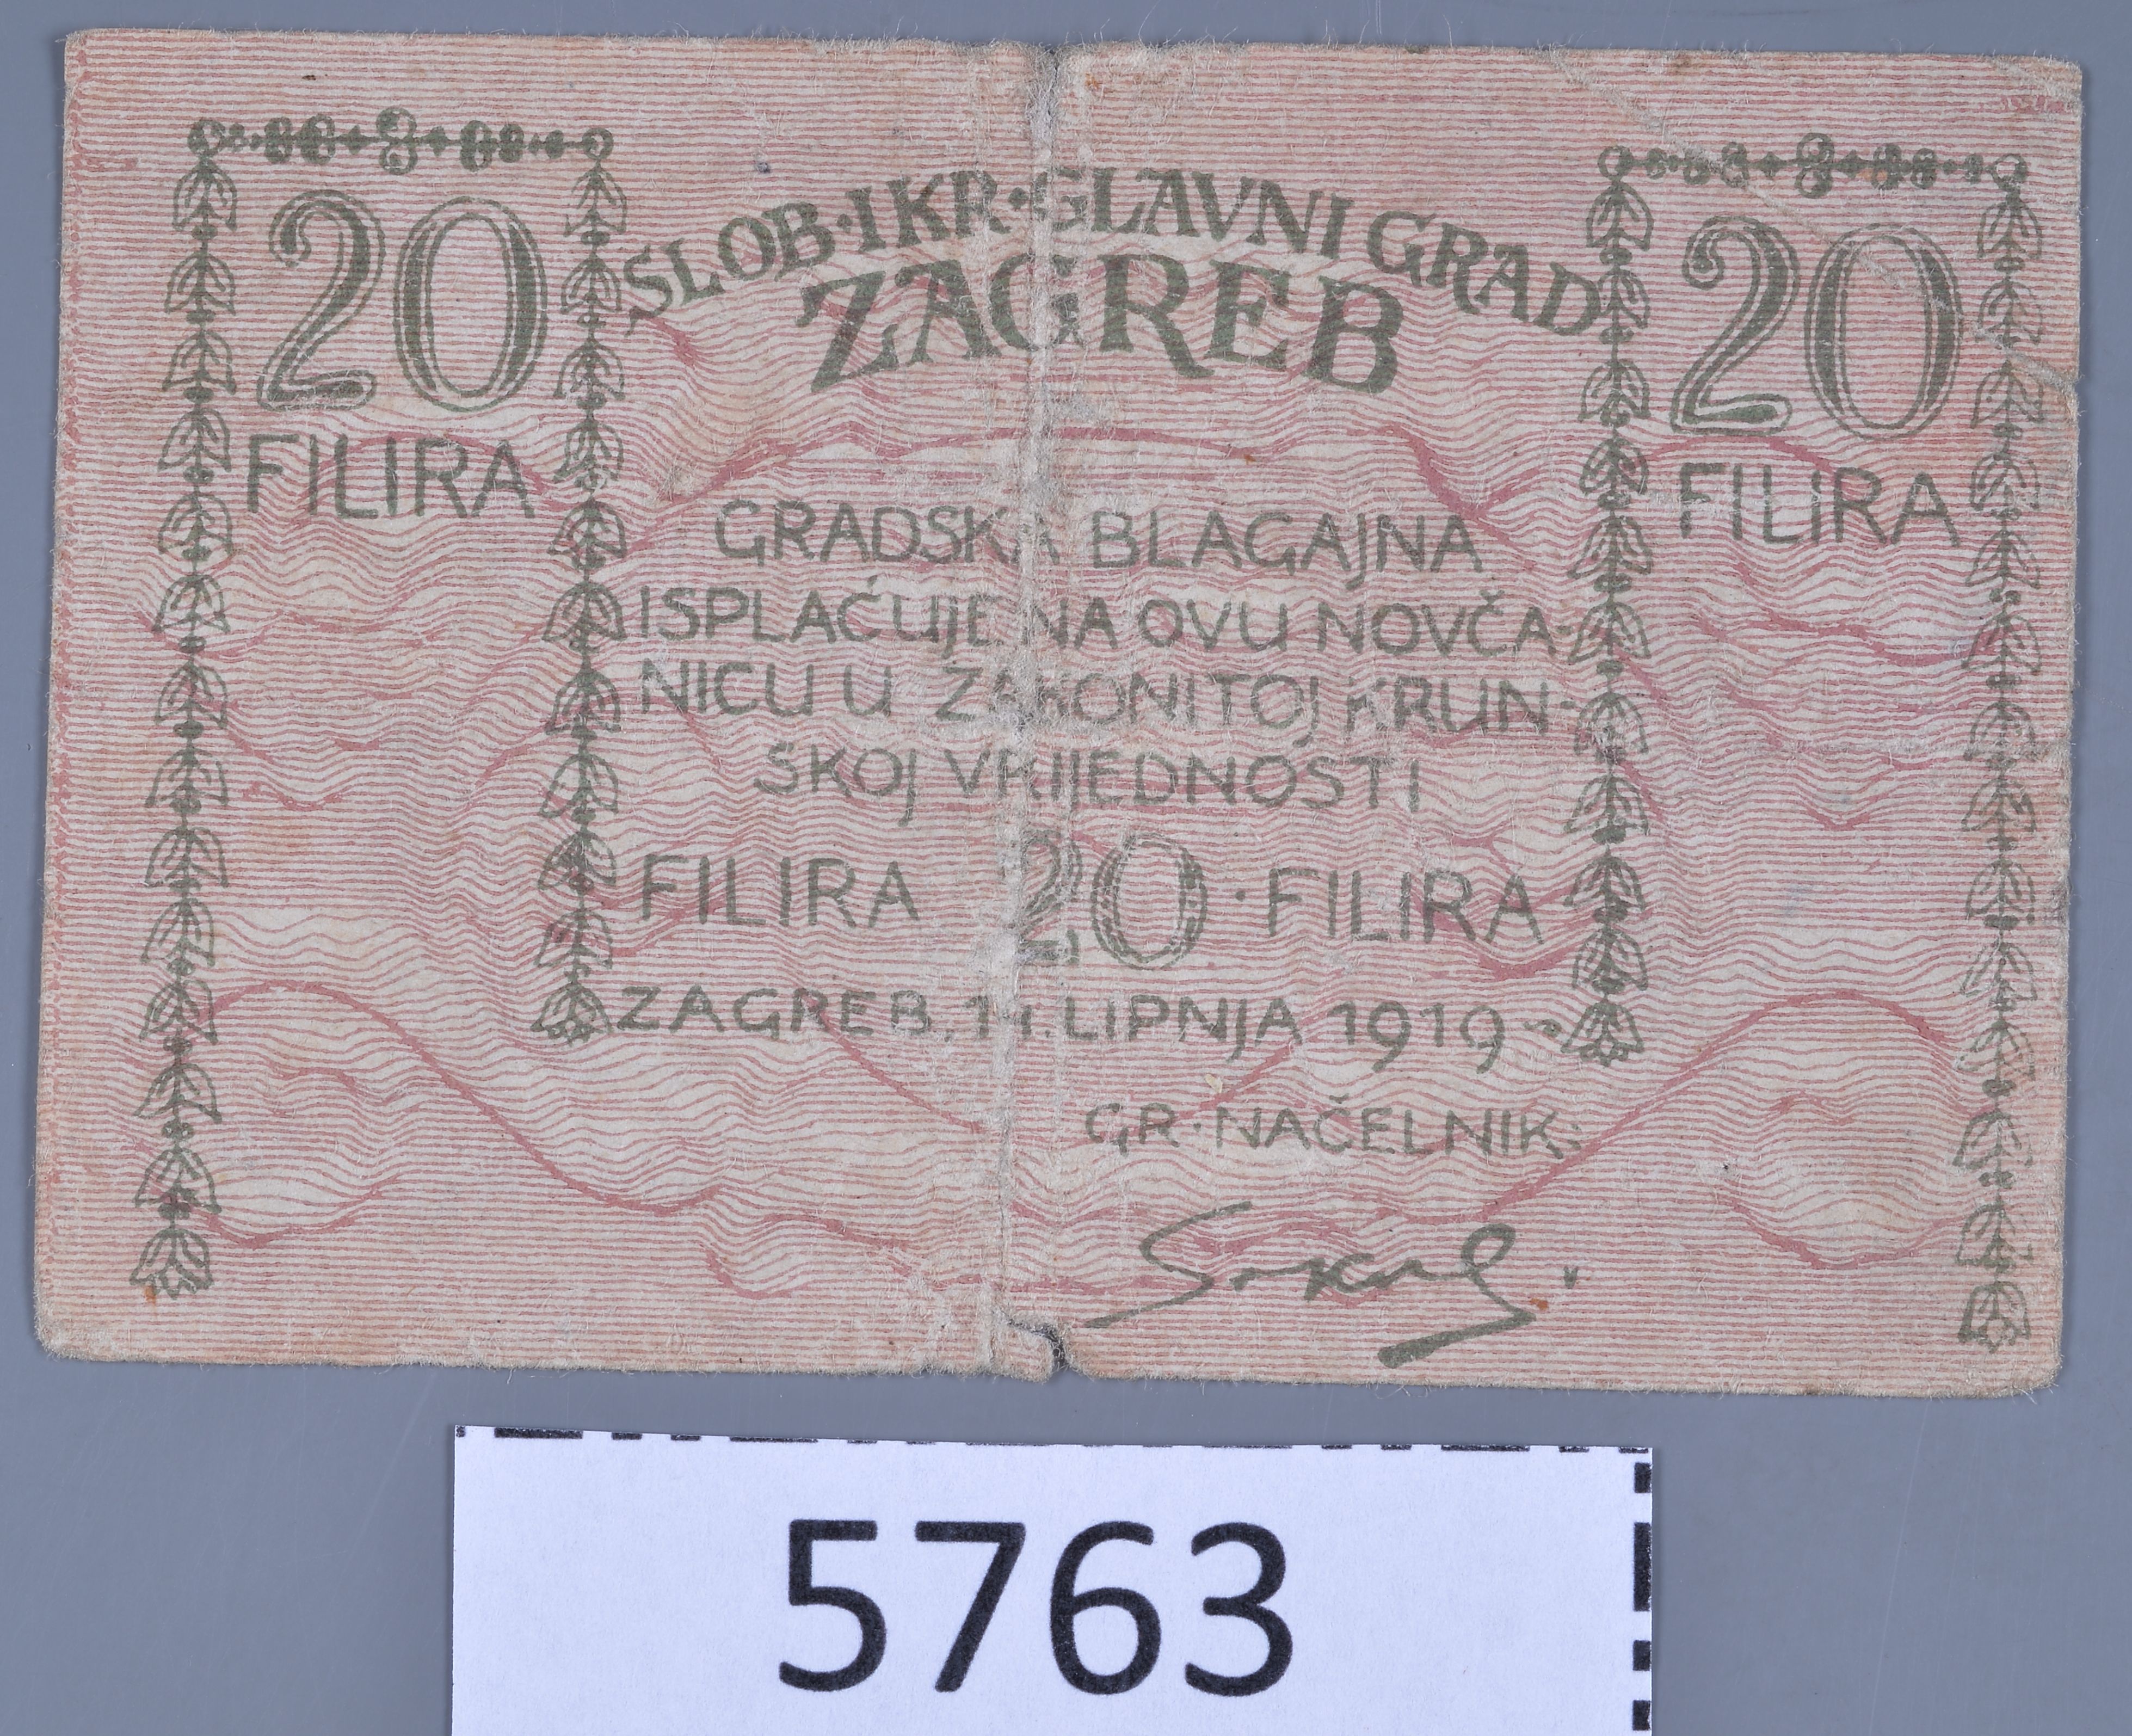 20
FILIRA
SLOB·I KR·GLAVNI GRAD
ZAGREB
20
FILIRA
GRADSKA BLAGAJNA
ISPLAĆUJE NA OVU NOVČA-
NICU U ZAKONITOJ KRUN-
SKOJ VRIJEDNOSTI
FILIRA 20 · FILIRA
ZAGREB, LIPNJA 1919-
GR·NAČELNIK:
5763